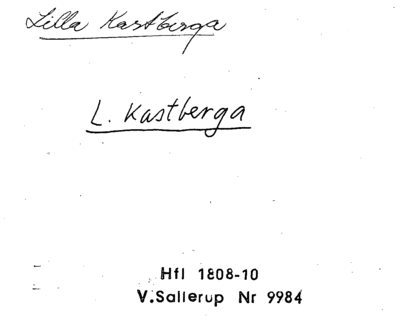 Lilla Kastberga
L. Kastberga
Hfl 1808-10
V.Sallerup Nr 9984